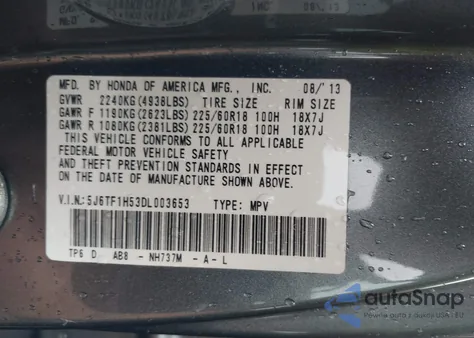 MFD. BY HONDA OF AMERICA MFG., INC. 08/'13
GVWR 2240KG(4938LBS) TIRE SIZE RIM SIZE
GAWR F 1190KG(2623LBS) 225/60R18 100H 18X7J
GAWR R 1080KG(2381LBS) 225/60R18 100H 18X7J
THIS VEHICLE CONFORMS TO ALL APPLICABLE
FEDERAL MOTOR VEHICLE SAFETY
AND THEFT PREVENTION STANDARDS
IN EFFECT ON THE DATE OF MANUFACTURE
SHOWN ABOVE.
V.I.N.:5J6TF1H53DL003653 TYPE: MPV
TP6 D AB8 - NH737M - A - L
autoSnap